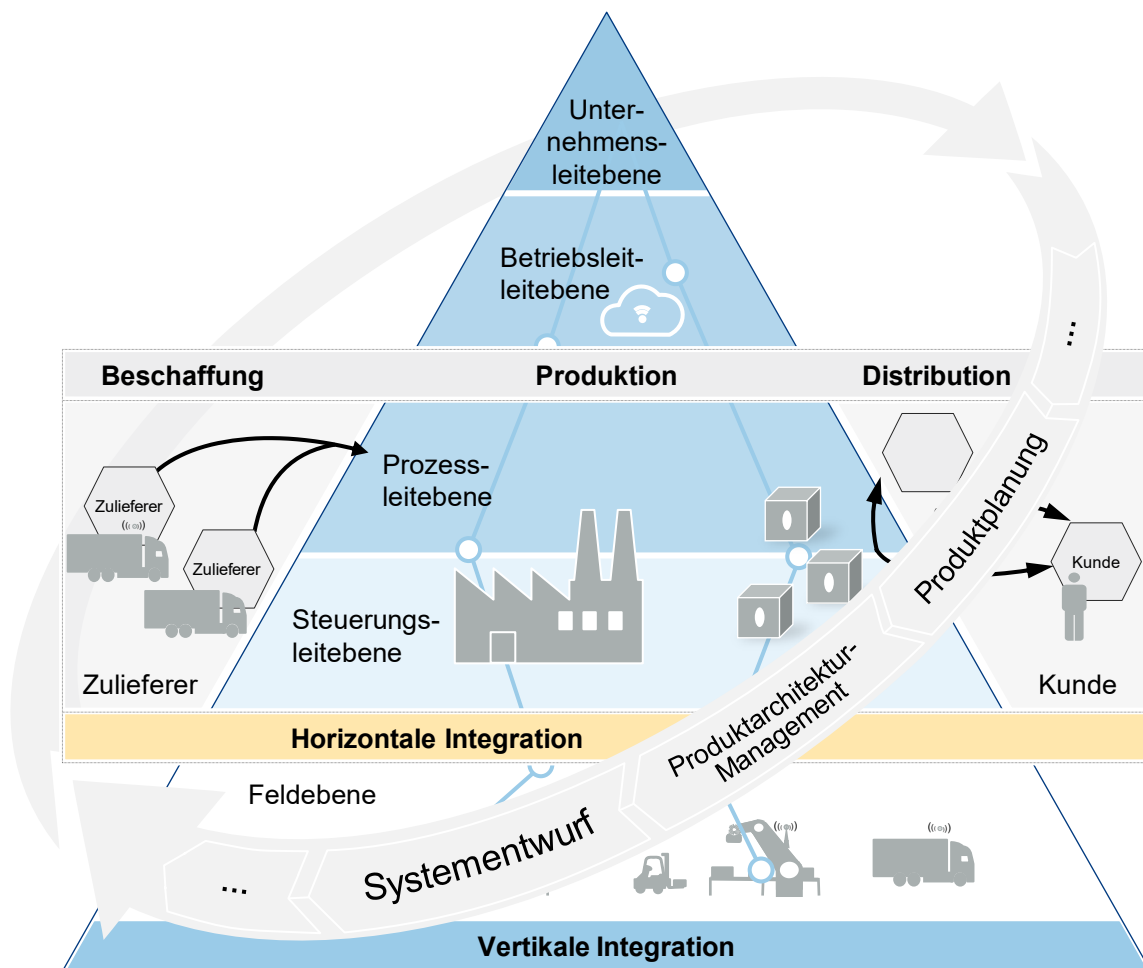 Unter-
nehmens-
leitebene
Betriebsleit-
leitebene
...
Beschaffung
Produktion
Distribution
Prozess-
leitebene
Zulieferer
Zulieferer
Produktplanung
Kunde
Steuerungs-
leitebene
Zulieferer
Kunde
Produktarchitektur-
Management
Horizontale Integration
Feldebene
Systementwurf
...
Vertikale Integration